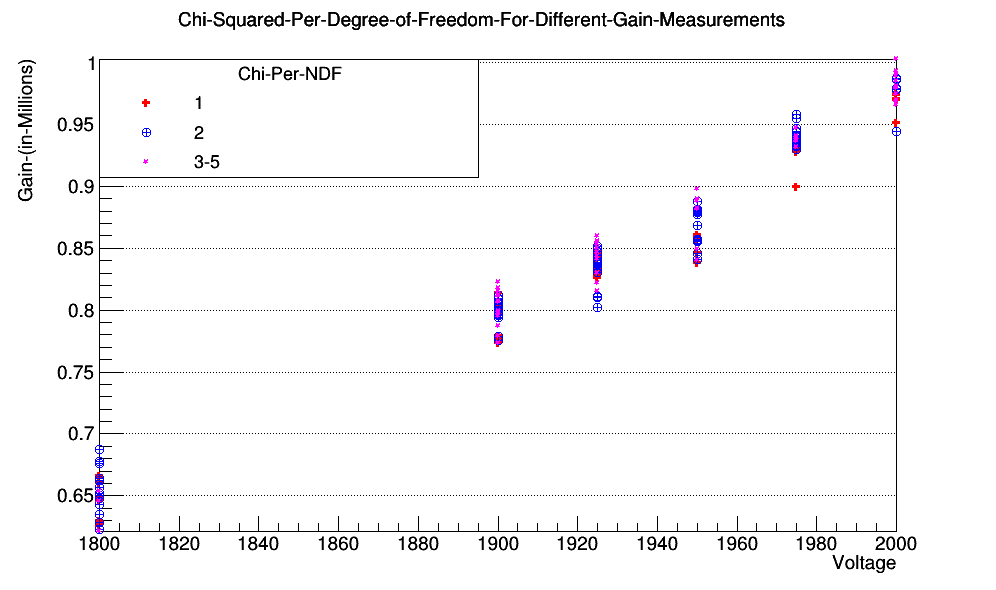 Chi-Squared-Per-Degree-of-Freedom-For-Different-Gain-Measurements
Gain-(in-Millions)
Chi-Per-NDF
1
2
3-5
1
0.95
0.9
0.85
0.8
0.75
0.7
0.65
1800 1820 1840 1860 1880 1900 1920 1940 1960 1980 2000
Voltage